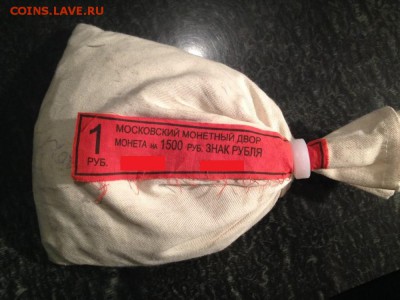 COINS.LAVE.RU
1
РУБ.
МОСКОВСКИЙ МОНЕТНЫЙ ДВОР
МОНЕТА на 1500 РУБ. ЗНАК РУБЛЯ